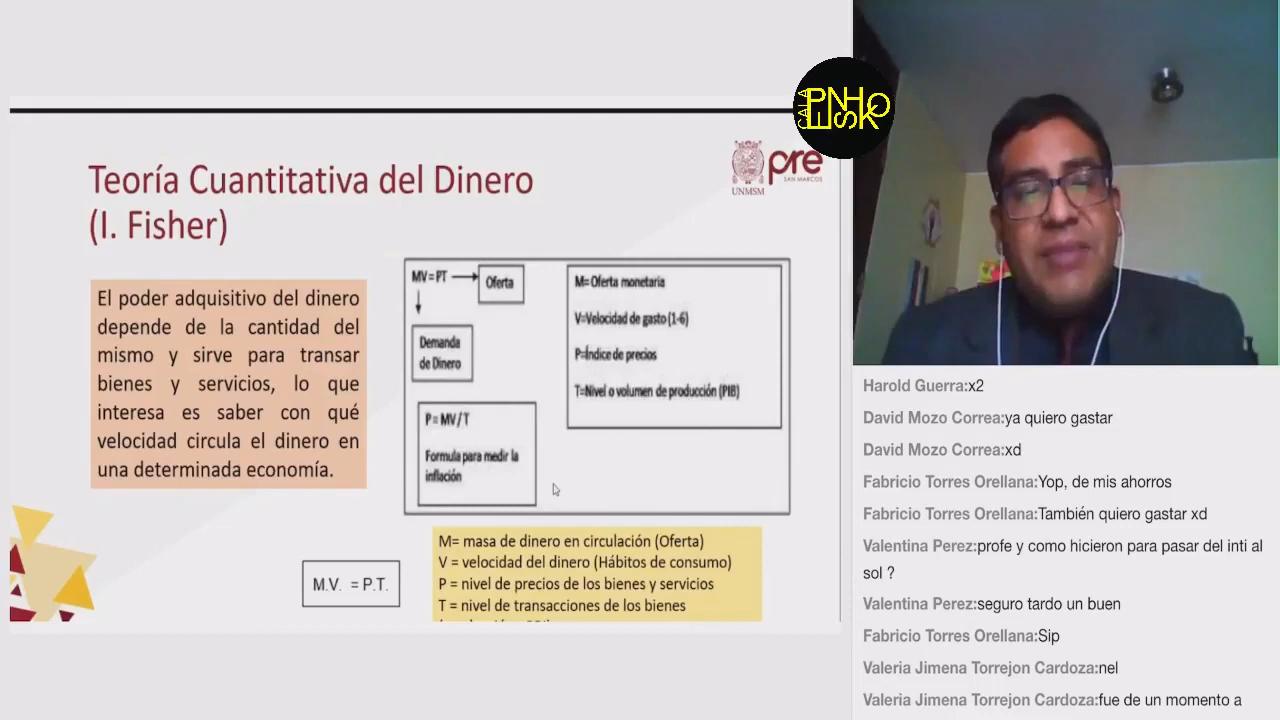 Teoría Cuantitativa del Dinero
(I. Fisher)
UNMSM
pre
SAN MARCOS
El poder adquisitivo del dinero
depende de la cantidad del
mismo y sirve para transar
bienes y servicios, lo que
interesa es saber con qué
velocidad circula el dinero en
una determinada economía.
MV = PT
Oferta
Demanda
de Dinero
P = MV/T
Formula para medir la
inflación
M= Oferta monetaria
V=Velocidad de gasto (1-6)
P=Índice de precios
T=Nivel o volumen de producción (PIB)
M.V. = P.T.
M= masa de dinero en circulación (Oferta)
V = velocidad del dinero (Hábitos de consumo)
P = nivel de precios de los bienes y servicios
T = nivel de transacciones de los bienes
Harold Guerra:x2
David Mozo Correa:ya quiero gastar
David Mozo Correa:xd
Fabricio Torres Orellana:Yop, de mis ahorros
Fabricio Torres Orellana:También quiero gastar xd
Valentina Perez:profe y como hicieron para pasar del inti al
sol ?
Valentina Perez:seguro tardo un buen
Fabricio Torres Orellana:Sip
Valeria Jimena Torrejon Cardoza:nel
Valeria Jimena Torrejon Cardoza:fue de un momento a